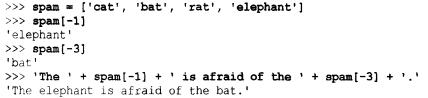 >>> spam = ['cat', 'bat', 'rat', 'elephant']
>>> spam[-1]
'elephant'
>>> spam[-3]
'bat'
>>> 'The ' + spam[-1] + ' is afraid of the ' + spam[-3] + '.'
'The elephant is afraid of the bat.'